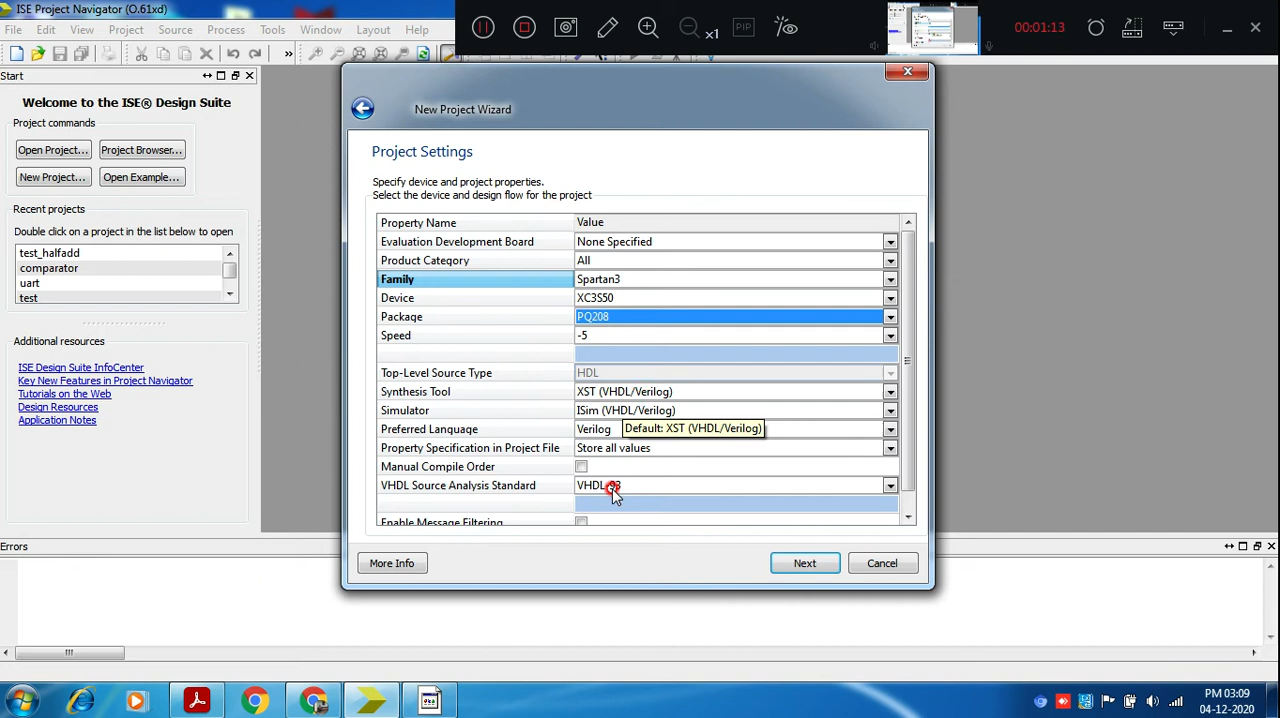 ISE Project Navigator (O.61xd)
File Edit View Project Source Process Tools Window Layout Help
x1 PIP 00:01:13
»
Start
Welcome to the ISE® Design Suite
Project commands
Open Project... Project Browser...
New Project... Open Example...
Recent projects
Double click on a project in the list below to open
test_halfadd
comparator
uart
test
Additional resources
ISE Design Suite InfoCenter
Key New Features in Project Navigator
Tutorials on the Web
Design Resources
Application Notes
New Project Wizard
Project Settings
Specify device and project properties.
Select the device and design flow for the project
Property Name Value
Evaluation Development Board None Specified
Product Category All
Family Spartan3
Device XC3S50
Package PQ208
Speed -5
Top-Level Source Type HDL
Synthesis Tool XST (VHDL/Verilog)
Simulator ISim (VHDL/Verilog)
Preferred Language Verilog
Default: XST (VHDL/Verilog)
Property Specification in Project File Store all values
Manual Compile Order
VHDL Source Analysis Standard VHDL-93
Enable Message Filtering
More Info Next Cancel
Errors
PM 03:09
04-12-2020